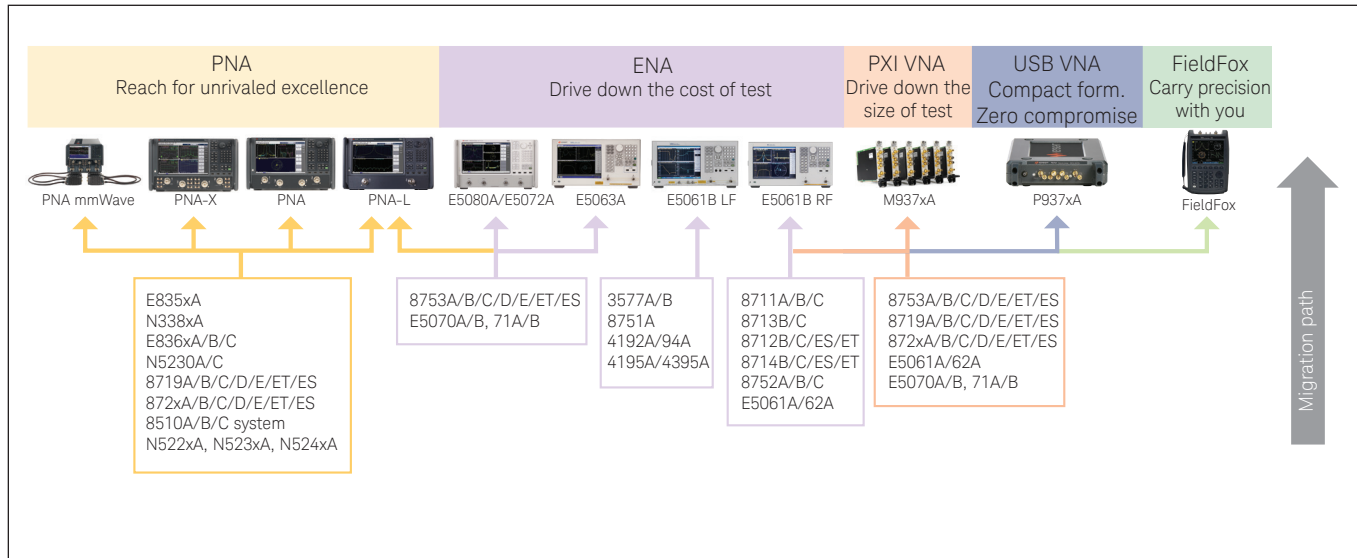 PNA
Reach for unrivaled excellence
ENA
Drive down the cost of test
PXI VNA
Drive down the
size of test
USB VNA
Compact form.
Zero compromise
FieldFox
Carry precision
with you
PNA mmWave
PNA-X
PNA
PNA-L
E5080A/E5072A
E5063A
E5061B LF
E5061B RF
M937xA
P937xA
FieldFox
E835xA
N338xA
E836xA/B/C
N5230A/C
8719A/B/C/D/E/ET/ES
872xA/B/C/D/E/ET/ES
8510A/B/C system
N522xA, N523xA, N524xA
8753A/B/C/D/E/ET/ES
E5070A/B, 71A/B
3577A/B
8751A
4192A/94A
4195A/4395A
8711A/B/C
8713B/C
8712B/C/ES/ET
8714B/C/ES/ET
8752A/B/C
E5061A/62A
8753A/B/C/D/E/ET/ES
8719A/B/C/D/E/ET/ES
872xA/B/C/D/E/ET/ES
E5061A/62A
E5070A/B, 71A/B
Migration path